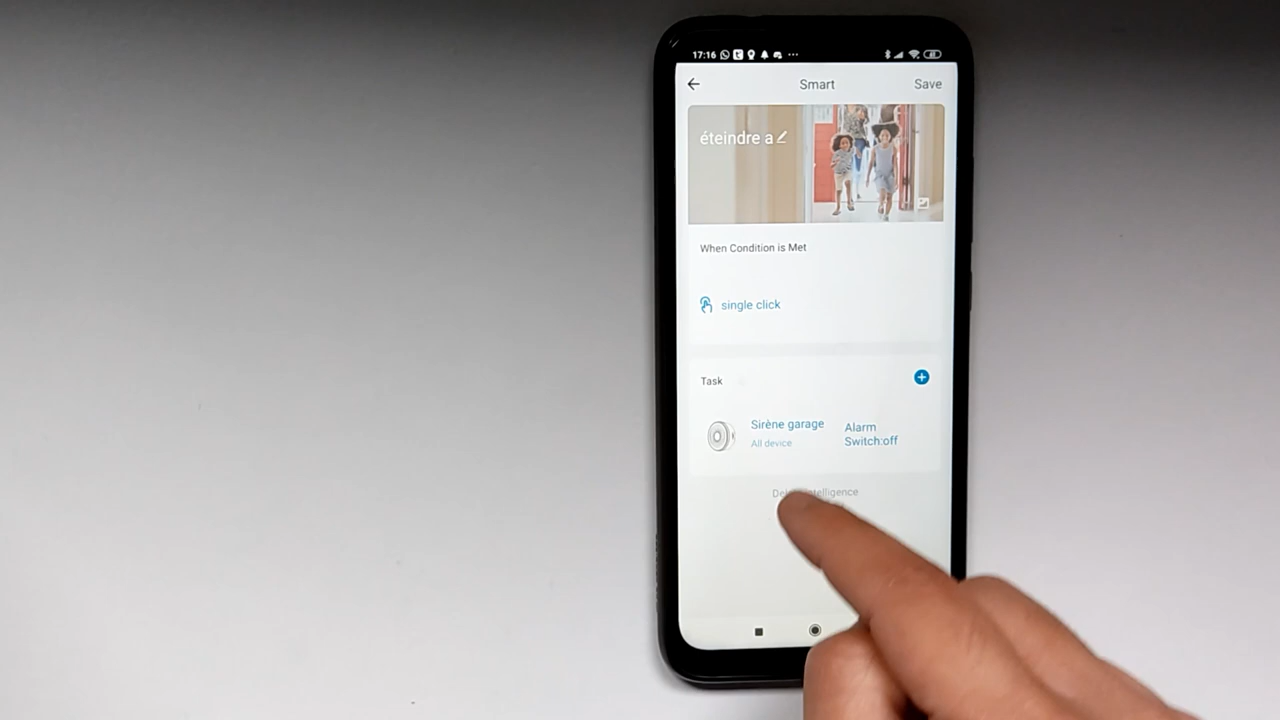 17:16
Smart
Save
éteindre a
When Condition is Met
single click
Task
Sirène garage
Alarm
All device
Switch:off